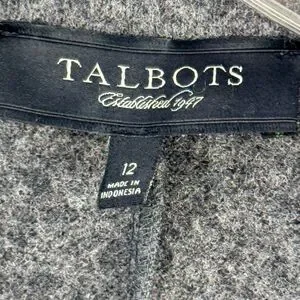 TALBOTS
Established 1947
12
MADE IN
INDONESIA